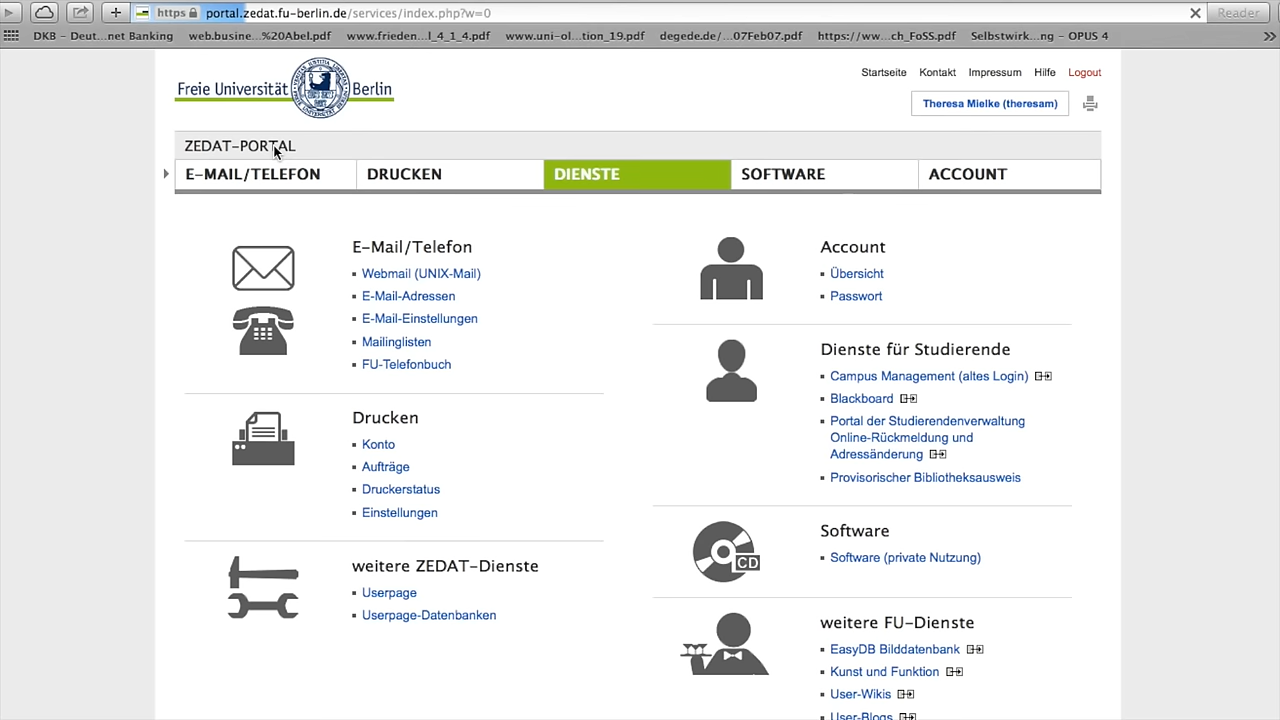 https portal.zedat.fu-berlin.de/services/index.php?w=0
Reader
DKB - Deut...net Banking web.busine...%20Abel.pdf www.frieden...l_4_1_4.pdf www.uni-ol...tion_19.pdf degede.de/...07Feb07.pdf https://ww...ch_FoSS.pdf Selbstwirk...ng - OPUS 4
Freie Universität Berlin
Startseite Kontakt Impressum Hilfe Logout
Theresa Mielke (theresam)
ZEDAT-PORTAL
E-MAIL/TELEFON DRUCKEN DIENSTE SOFTWARE ACCOUNT
E-Mail/Telefon
Webmail (UNIX-Mail)
E-Mail-Adressen
E-Mail-Einstellungen
Mailinglisten
FU-Telefonbuch
Drucken
Konto
Aufträge
Druckerstatus
Einstellungen
weitere ZEDAT-Dienste
Userpage
Userpage-Datenbanken
Account
Übersicht
Passwort
Dienste für Studierende
Campus Management (altes Login)
Blackboard
Portal der Studierendenverwaltung
Online-Rückmeldung und
Adressänderung
Provisorischer Bibliotheksausweis
CD
Software
Software (private Nutzung)
weitere FU-Dienste
EasyDB Bilddatenbank
Kunst und Funktion
User-Wikis
User-Blogs